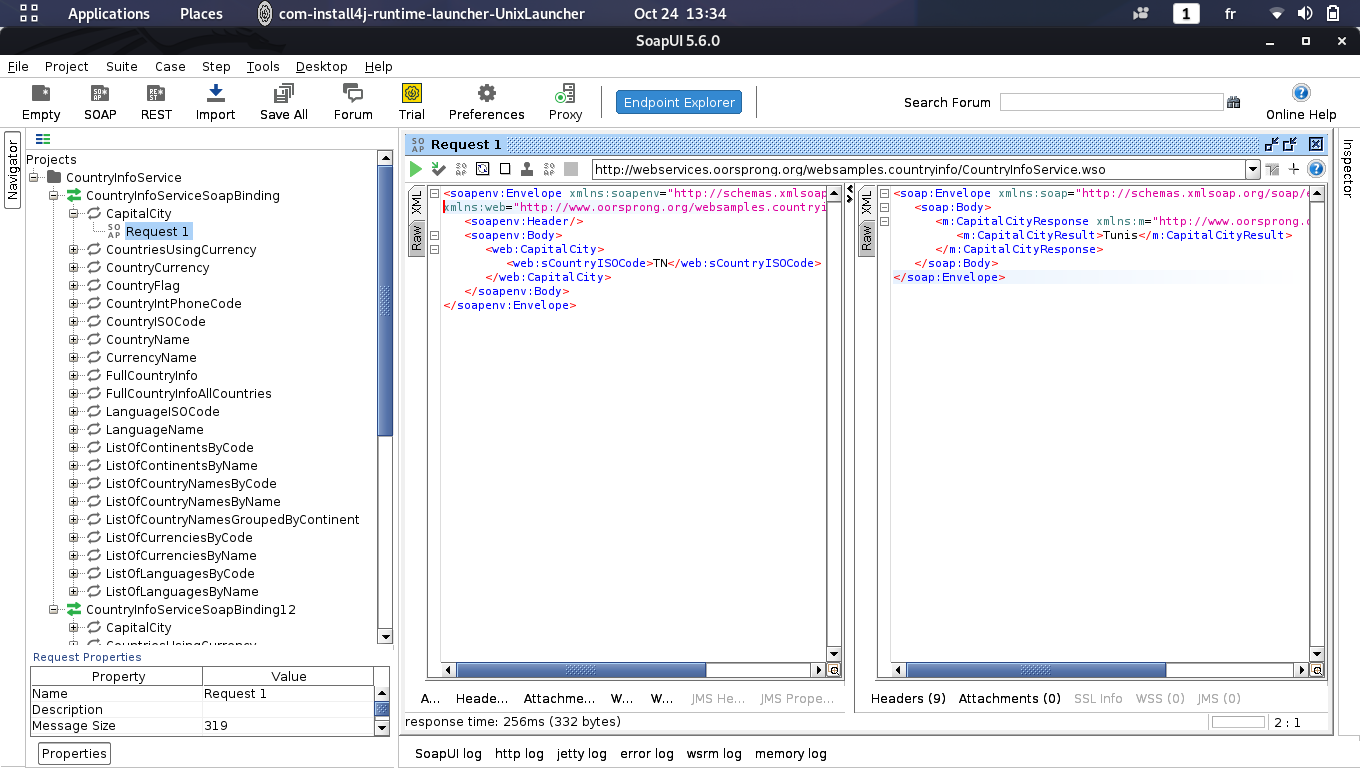 Applications Places com-install4j-runtime-launcher-UnixLauncher Oct 24 13:34 1 fr
SoapUI 5.6.0
File Project Suite Case Step Tools Desktop Help
Empty SOAP REST Import Save All Forum Trial Preferences Proxy Endpoint Explorer Search Forum Online Help
Navigator
Projects
CountryInfoService
CountryInfoServiceSoapBinding
CapitalCity
Request 1
CountriesUsingCurrency
CountryCurrency
CountryFlag
CountryIntPhoneCode
CountryISOCode
CountryName
CurrencyName
FullCountryInfo
FullCountryInfoAllCountries
LanguageISOCode
LanguageName
ListOfContinentsByCode
ListOfContinentsByName
ListOfCountryNamesByCode
ListOfCountryNamesByName
ListOfCountryNamesGroupedByContinent
ListOfCurrenciesByCode
ListOfCurrenciesByName
ListOfLanguagesByCode
ListOfLanguagesByName
CountryInfoServiceSoapBinding12
CapitalCity
CountriesUsingCurrency
Request Properties
Property Value
Name Request 1
Description
Message Size 319
Properties
SOAP Request 1
http://webservices.oorsprong.org/websamples.countryinfo/CountryInfoService.wso
XML
Raw
<soapenv:Envelope xmlns:soapenv="http://schemas.xmlsoap
xmlns:web="http://www.oorsprong.org/websamples.countryi
<soapenv:Header/>
<soapenv:Body>
<web:CapitalCity>
<web:sCountryISOCode>TN</web:sCountryISOCode>
</web:CapitalCity>
</soapenv:Body>
</soapenv:Envelope>
A... Heade... Attachme... W... W... JMS He... JMS Prope...
XML
Raw
<soap:Envelope xmlns:soap="http://schemas.xmlsoap.org/soap/e
<soap:Body>
<m:CapitalCityResponse xmlns:m="http://www.oorsprong.o
<m:CapitalCityResult>Tunis</m:CapitalCityResult>
</m:CapitalCityResponse>
</soap:Body>
</soap:Envelope>
Headers (9) Attachments (0) SSL Info WSS (0) JMS (0)
response time: 256ms (332 bytes) 2 : 1
SoapUI log http log jetty log error log wsrm log memory log
Inspector